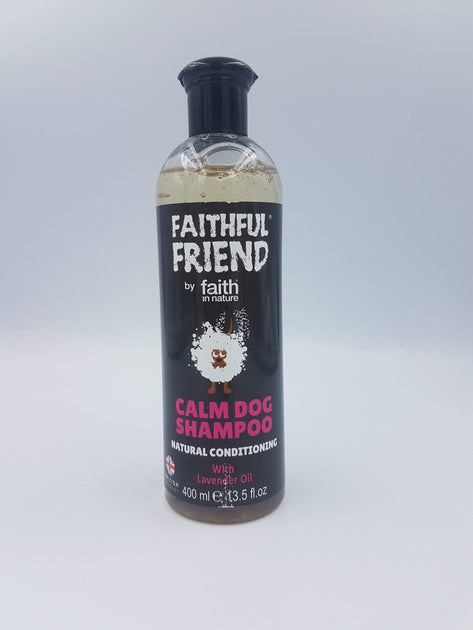 FAITHFUL®
FRIEND
by faith®
in nature
CALM DOG
SHAMPOO
NATURAL CONDITIONING
With
Lavender Oil
400 ml e 13.5 fl.oz